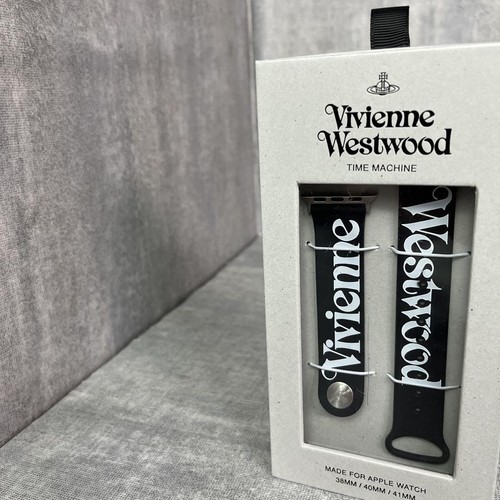 Vivienne
Westwood
TIME MACHINE
Vivienne
Westwood
MADE FOR APPLE WATCH
38MM / 40MM / 41MM